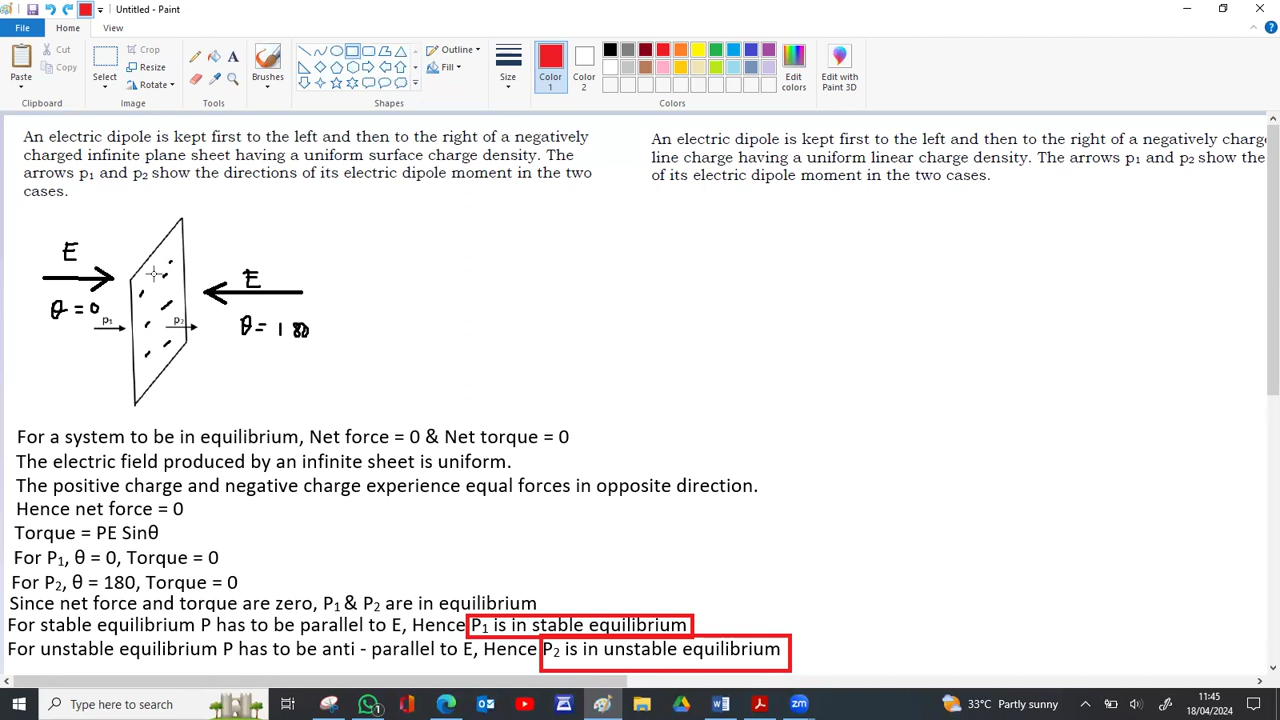 Untitled - Paint
File
Home
View
Paste
Cut
Copy
Clipboard
Select
Crop
Resize
Rotate
Image
Tools
Brushes
Shapes
Outline
Fill
Size
Color 1
Color 2
Edit colors
Colors
Edit with Paint 3D
An electric dipole is kept first to the left and then to the right of a negatively
charged infinite plane sheet having a uniform surface charge density. The
arrows p₁ and p₂ show the directions of its electric dipole moment in the two
cases.
An electric dipole is kept first to the left and then to the right of a negatively charge
line charge having a uniform linear charge density. The arrows p₁ and p₂ show the
of its electric dipole moment in the two cases.
E
θ = 0
p₁
p₂
E
θ = 180
For a system to be in equilibrium, Net force = 0 & Net torque = 0
The electric field produced by an infinite sheet is uniform.
The positive charge and negative charge experience equal forces in opposite direction.
Hence net force = 0
Torque = PE Sinθ
For P₁, θ = 0, Torque = 0
For P₂, θ = 180, Torque = 0
Since net force and torque are zero, P₁ & P₂ are in equilibrium
For stable equilibrium P has to be parallel to E, Hence P₁ is in stable equilibrium
For unstable equilibrium P has to be anti - parallel to E, Hence P₂ is in unstable equilibrium
Type here to search
33°C Partly sunny
11:45
18/04/2024